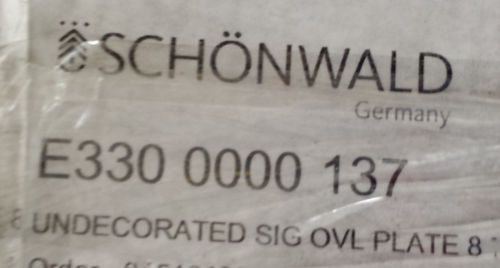 SCHÖNWALD
Germany
E330 0000 137
UNDECORATED SIG OVL PLATE 8